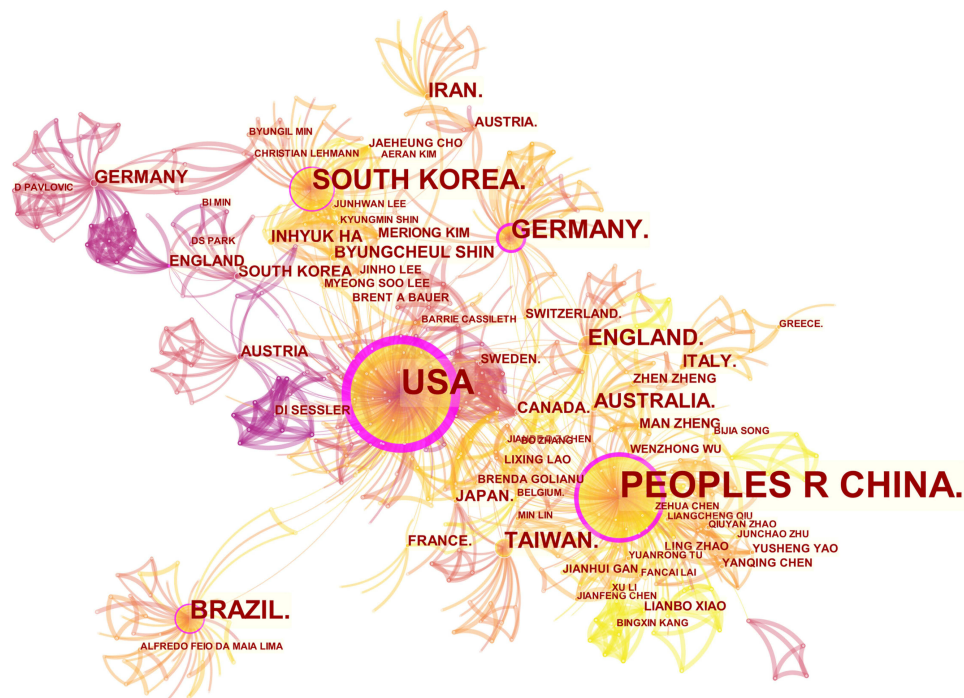 IRAN.
AUSTRIA.
BYUNGIL MIN
JAEHEUNG CHO
CHRISTIAN LEHMANN
AERAN KIM
GERMANY
SOUTH KOREA.
D PAVLOVIC
BI MIN
JUNHWAN LEE
KYUNGMIN SHIN
GERMANY.
INHYUK HA
MERIONG KIM
DS PARK
BYUNGCHEUL SHIN
ENGLAND
SOUTH KOREA
JINHO LEE
MYEONG SOO LEE
BRENT A BAUER
BARRIE CASSILETH
SWITZERLAND.
GREECE.
ENGLAND.
AUSTRIA
SWEDEN.
ITALY.
USA
ZHEN ZHENG
DI SESSLER
CANADA.
AUSTRALIA.
MAN ZHENG
BIJIA SONG
BO ZHANG
WENZHONG WU
LIXING LAO
BRENDA GOLIANU
PEOPLES R CHINA.
JAPAN.
BELGIUM.
ZEHUA CHEN
MIN LIN
LIANGCHENG QIU
QIUYAN ZHAO
JUNCHAO ZHU
FRANCE.
TAIWAN.
LING ZHAO
YUSHENG YAO
YUANRONG TU
YANQING CHEN
JIANHUI GAN
FANCAI LAI
XU LI
JIANFENG CHEN
LIANBO XIAO
BRAZIL.
BINGXIN KANG
ALFREDO FEIO DA MAIA LIMA